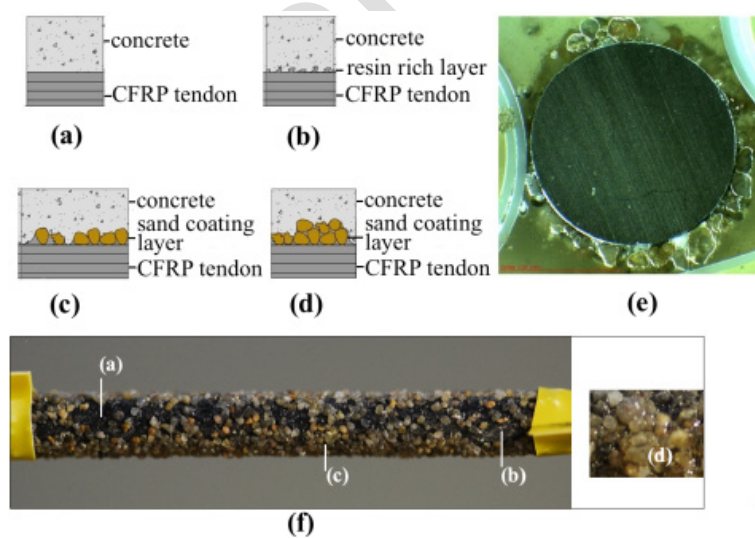 concrete
CFRP tendon
(a)
concrete
resin rich layer
CFRP tendon
(b)
concrete
sand coating
layer
CFRP tendon
(c)
concrete
sand coating
layer
CFRP tendon
(d)
(e)
(a)
(c)
(b)
(d)
(f)